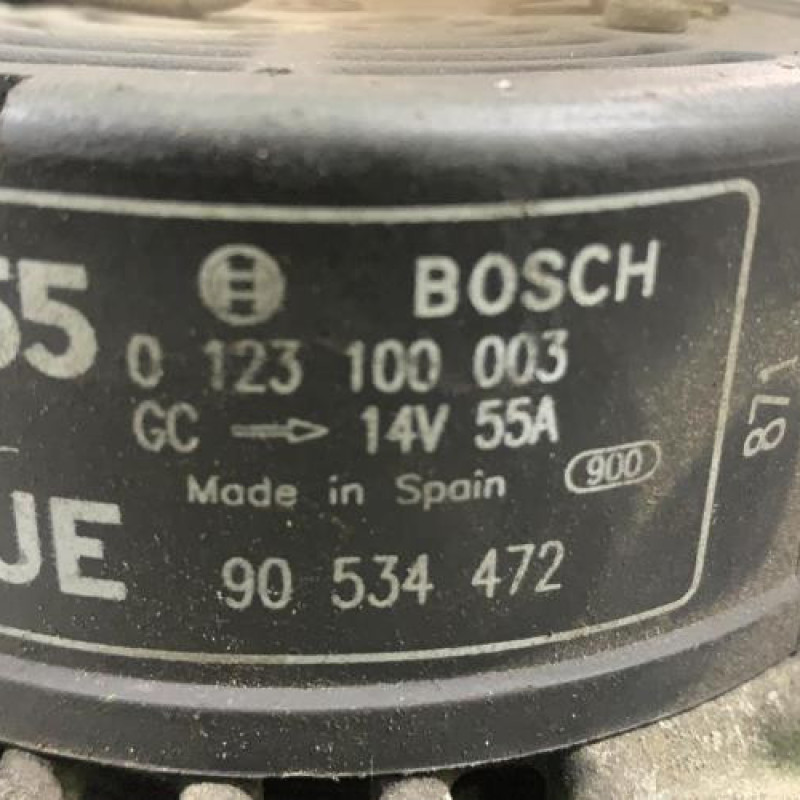 BOSCH
55
0 123 100 003
GC → 14V 55A
Made in Spain 900
UE
90 534 472
871